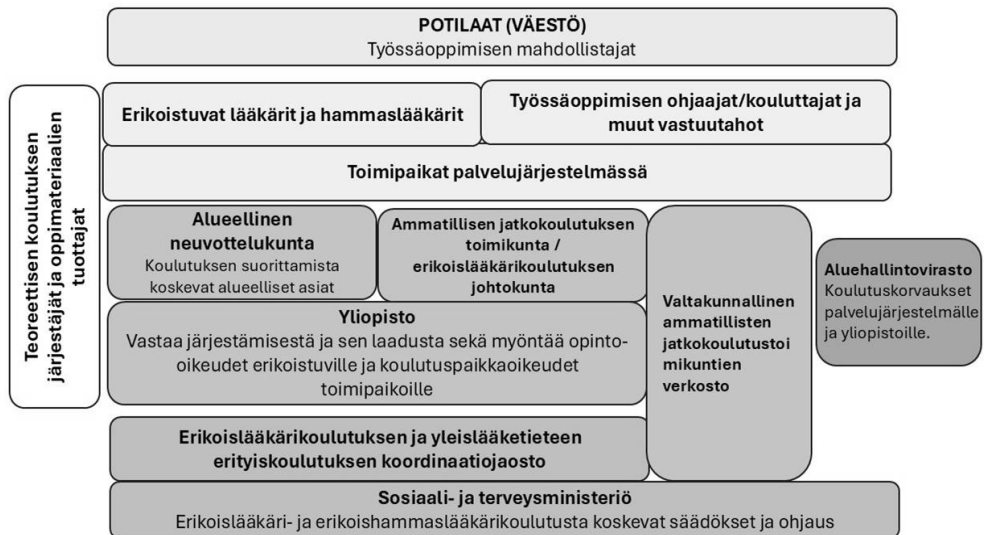 POTILAAT (VÄESTÖ)
Työssäoppimisen mahdollistajat
Teoreettisen koulutuksen
järjestäjät ja oppimateriaalien
tuottajat
Erikoistuvat lääkärit ja hammaslääkärit
Työssäoppimisen ohjaajat/kouluttajat ja
muut vastuutahot
Toimipaikat palvelujärjestelmässä
Alueellinen
neuvottelukunta
Koulutuksen suorittamista
koskevat alueelliset asiat
Ammatillisen jatkokoulutuksen
toimikunta /
erikoislääkärikoulutuksen
johtokunta
Valtakunnallinen
ammatillisten
jatkokoulutustoi
mikuntien
verkosto
Aluehallintovirasto
Koulutuskorvaukset
palvelujärjestelmälle
ja yliopistoille.
Yliopisto
Vastaa järjestämisestä ja sen laadusta sekä myöntää opinto-
oikeudet erikoistuville ja koulutuspaikkaoikeudet
toimipaikoille
Erikoislääkärikoulutuksen ja yleislääketieteen
erityiskoulutuksen koordinaatiojaosto
Sosiaali- ja terveysministeriö
Erikoislääkäri- ja erikoishammaslääkärikoulutusta koskevat säädökset ja ohjaus